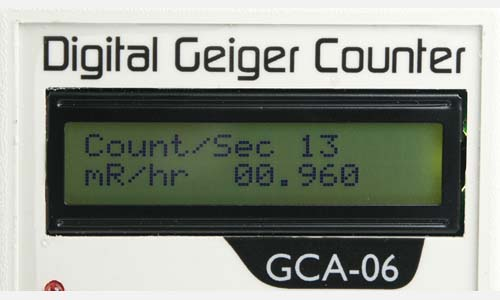 Digital Geiger Counter
Count/Sec 13
mR/hr 00.960
GCA-06